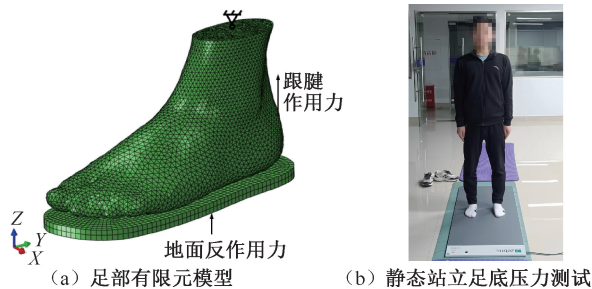 跟腱
作用力
地面反作用力
Z
Y
X
（a）足部有限元模型
（b）静态站立足底压力测试